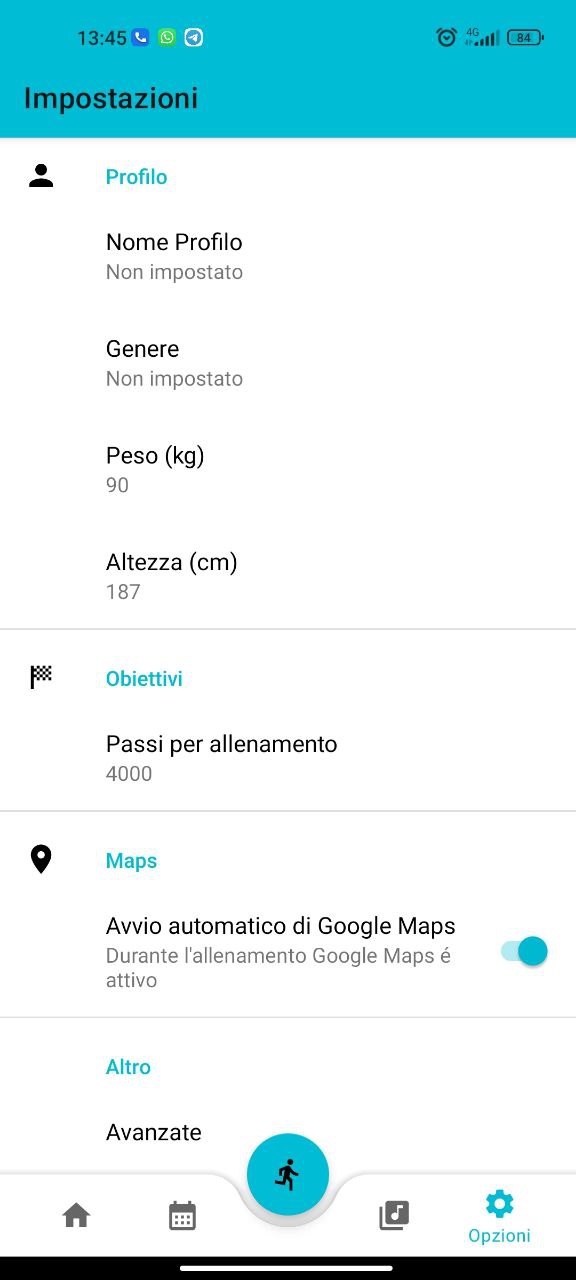 13:45
4G
84
Impostazioni
Profilo
Nome Profilo
Non impostato
Genere
Non impostato
Peso (kg)
90
Altezza (cm)
187
Obiettivi
Passi per allenamento
4000
Maps
Avvio automatico di Google Maps
Durante l'allenamento Google Maps é
attivo
Altro
Avanzate
Opzioni